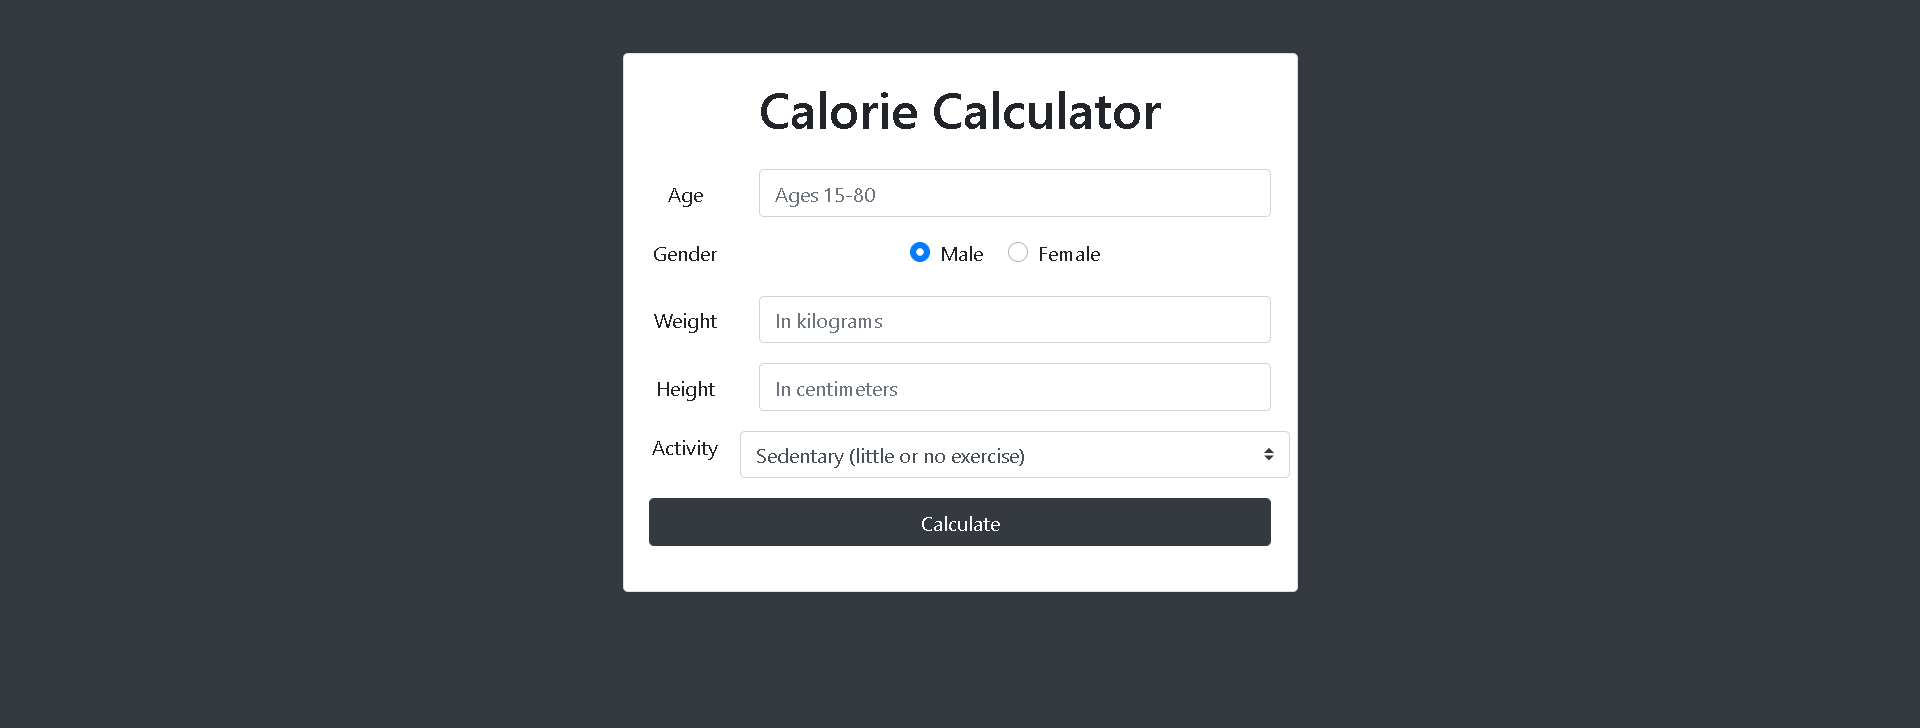 Calorie Calculator
Age Ages 15-80
Gender Male Female
Weight In kilograms
Height In centimeters
Activity Sedentary (little or no exercise)
Calculate